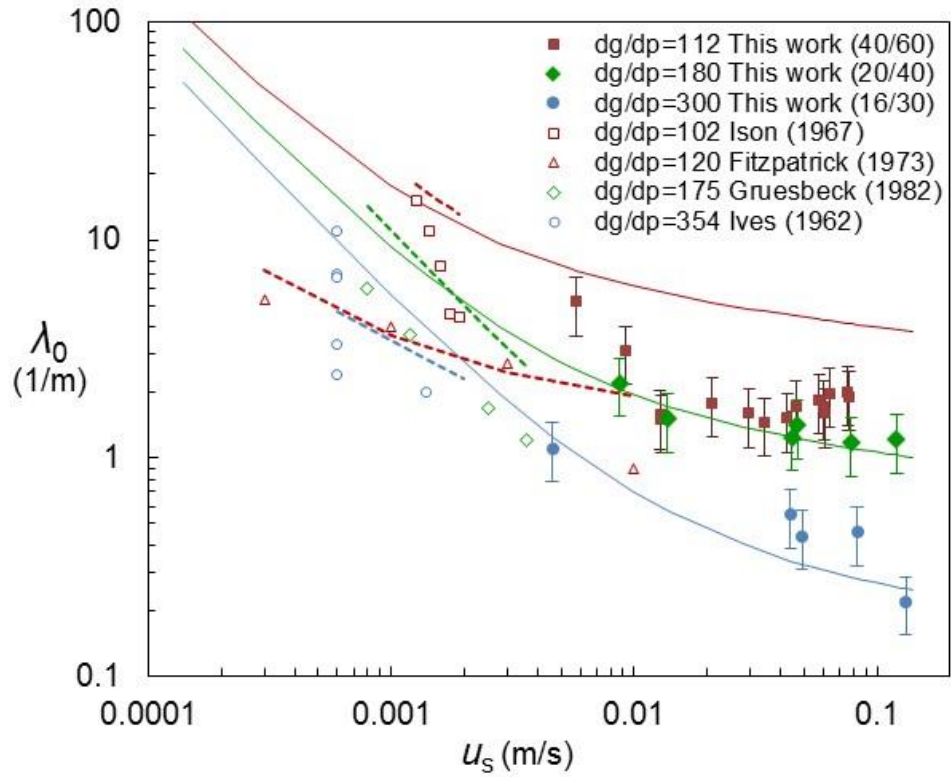 100
10
1
0.1
λ0
(1/m)
dg/dp=112 This work (40/60)
dg/dp=180 This work (20/40)
dg/dp=300 This work (16/30)
dg/dp=102 Ison (1967)
dg/dp=120 Fitzpatrick (1973)
dg/dp=175 Gruesbeck (1982)
dg/dp=354 Ives (1962)
0.0001 0.001 0.01 0.1
us (m/s)